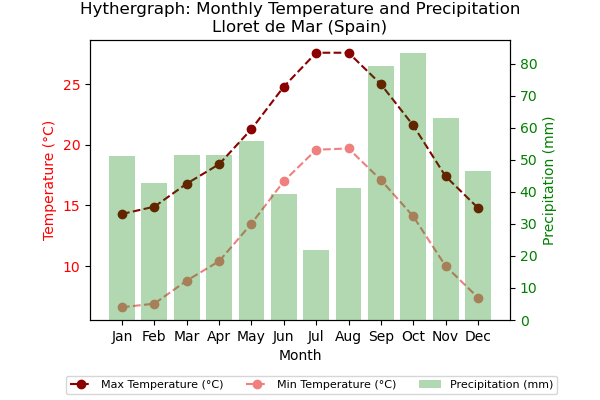 Hythergraph: Monthly Temperature and Precipitation
Lloret de Mar (Spain)
Temperature (°C)
25
20
15
10
80
70
60
50
40
30
20
10
0
Precipitation (mm)
Jan Feb Mar Apr May Jun Jul Aug Sep Oct Nov Dec
Month
Max Temperature (°C) Min Temperature (°C) Precipitation (mm)